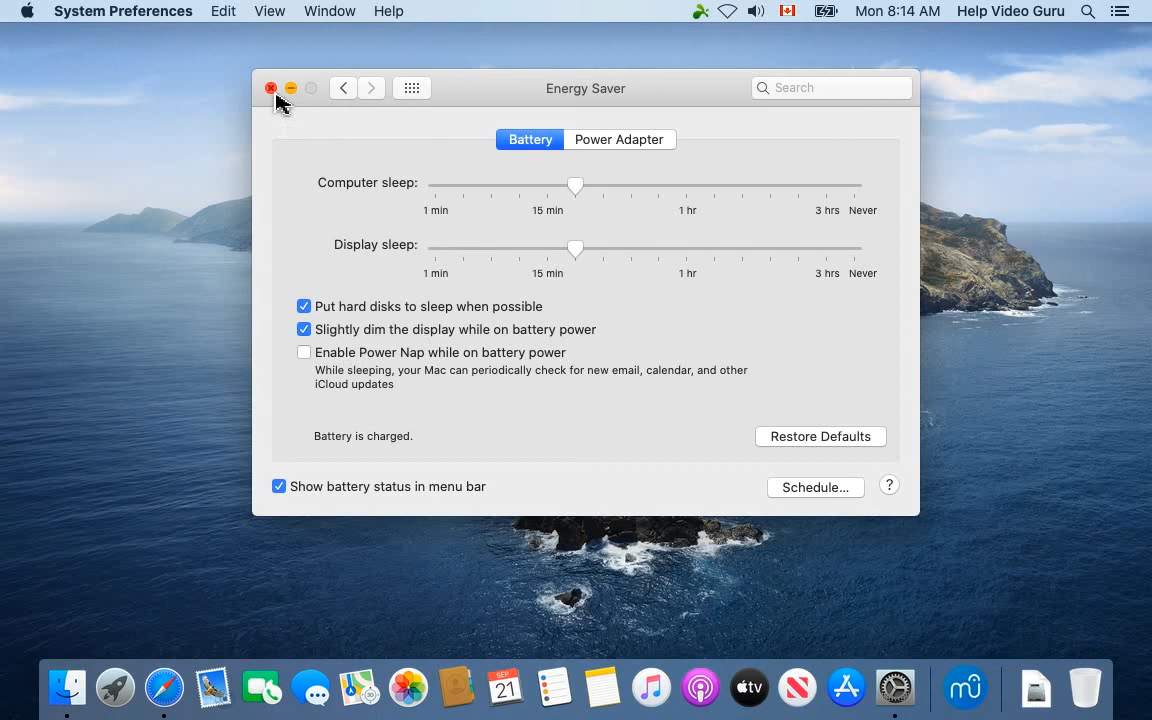 System Preferences Edit View Window Help Mon 8:14 AM Help Video Guru
Energy Saver Search
Battery Power Adapter
Computer sleep:
1 min 15 min 1 hr 3 hrs Never
Display sleep:
1 min 15 min 1 hr 3 hrs Never
Put hard disks to sleep when possible
Slightly dim the display while on battery power
Enable Power Nap while on battery power
While sleeping, your Mac can periodically check for new email, calendar, and other
iCloud updates
Battery is charged. Restore Defaults
Show battery status in menu bar Schedule... ?
SEP
21
tv